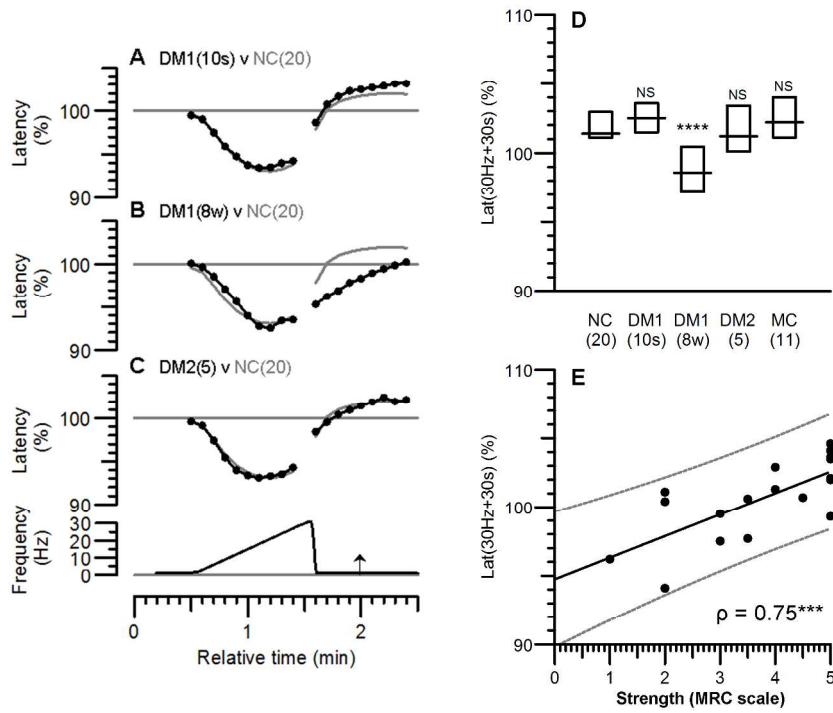 A DM1(10s) v NC(20)
Latency (%)
100
90
B DM1(8w) v NC(20)
Latency (%)
100
90
C DM2(5) v NC(20)
Latency (%)
100
90
Frequency (Hz)
30
20
10
0
0 1 2
Relative time (min)
D
Lat(30Hz+30s) (%)
110
100
90
NS
****
NS
NS
NC DM1 DM1 DM2 MC
(20) (10s) (8w) (5) (11)
E
Lat(30Hz+30s) (%)
110
100
90
ρ = 0.75***
0 1 2 3 4 5
Strength (MRC scale)